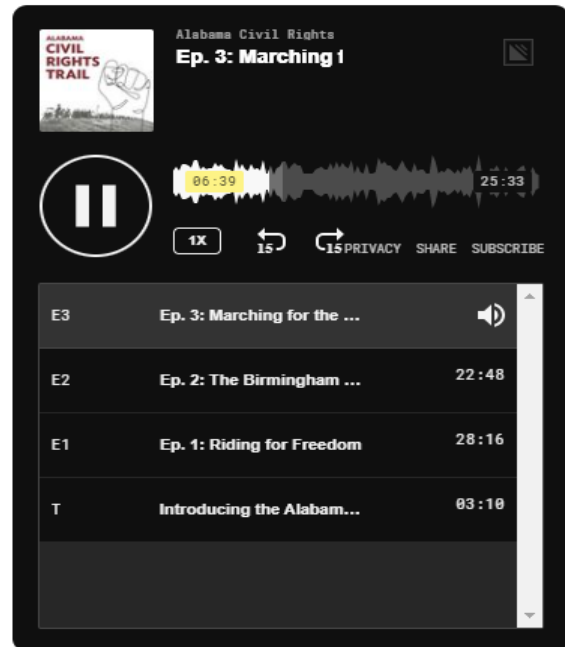 ALABAMA
CIVIL
RIGHTS
TRAIL
Alabama Civil Rights
Ep. 3: Marching
06:39
25:33
1X
15
15
PRIVACY
SHARE
SUBSCRIBE
E3 Ep. 3: Marching for the ...
E2 Ep. 2: The Birmingham ... 22:48
E1 Ep. 1: Riding for Freedom 28:16
T Introducing the Alabam... 03:10